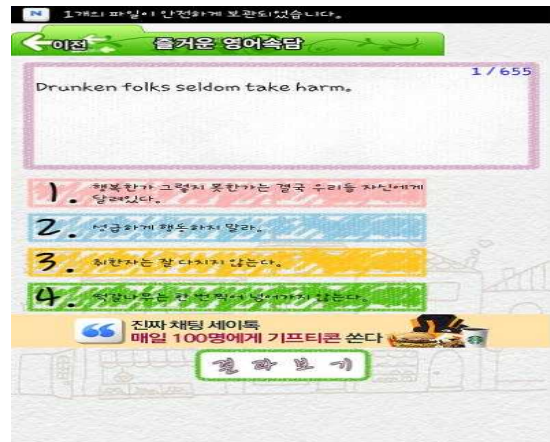 N 1개의 파일이 안전하게 보관되었습니다.
이전 즐거운 영어속담
1/655
Drunken folks seldom take harm.
1. 행복한가 그렇지 못한가는 결국 우리들 자신에게
달려있다.
2. 성급하게 행동하지 말라.
3. 취한자는 잘 다치지 않는다.
4. 떡갈나무는 한 번 찍어 넘어가지 않는다.
진짜 채팅 세이톡
매일 100명에게 기프티콘 쏜다
결과보기